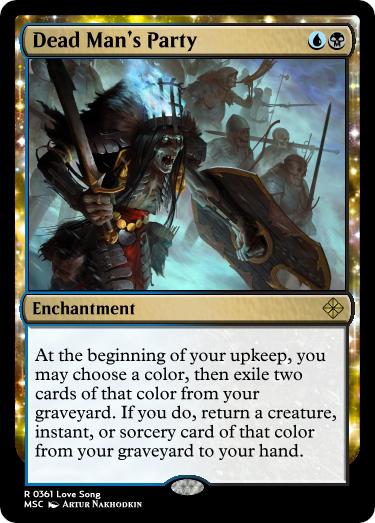 Dead Man's Party
Enchantment
At the beginning of your upkeep, you
may choose a color, then exile two
cards of that color from your
graveyard. If you do, return a creature,
instant, or sorcery card of that color
from your graveyard to your hand.
R 0361 Love Song
MSC Artur Nakhodkin